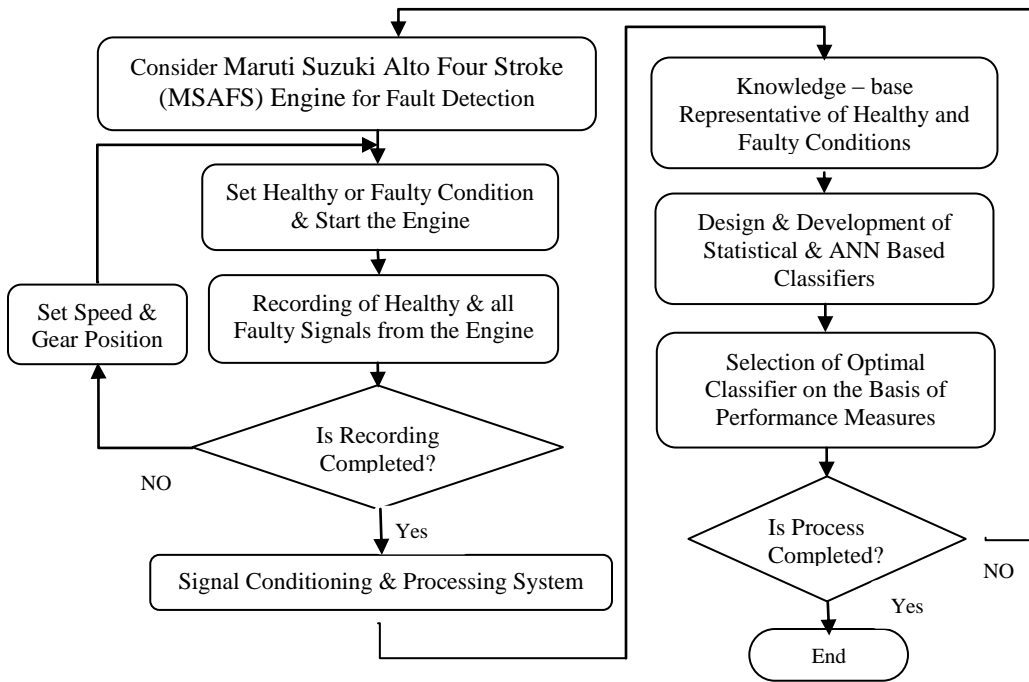 Consider Maruti Suzuki Alto Four Stroke
(MSAFS) Engine for Fault Detection
Set Healthy or Faulty Condition
& Start the Engine
Recording of Healthy & all
Faulty Signals from the Engine
Set Speed &
Gear Position
Is Recording
Completed?
NO
Yes
Signal Conditioning & Processing System
Knowledge – base
Representative of Healthy and
Faulty Conditions
Design & Development of
Statistical & ANN Based
Classifiers
Selection of Optimal
Classifier on the Basis of
Performance Measures
Is Process
Completed?
NO
Yes
End